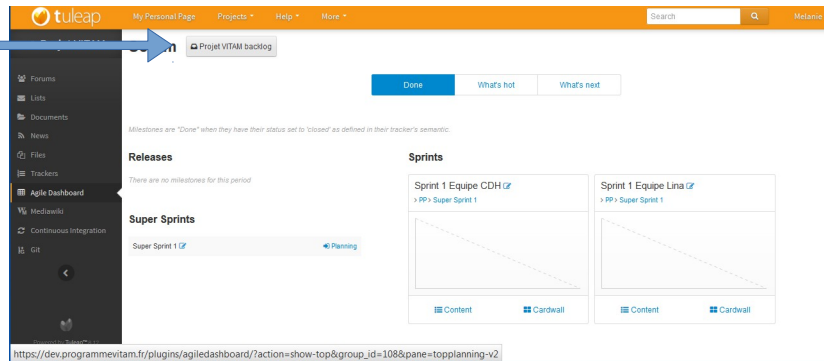 tuleap
My Personal Page Projects Help More Search Melanie
Projet VITAM backlog
Forums
Lists
Documents
News
Files
Trackers
Agile Dashboard
Mediawiki
Continuous Integration
Git
Done What's hot What's next
Milestones are "Done" when they have their status set to 'closed' as defined in their tracker's semantic.
Releases
There are no milestones for this period
Super Sprints
Super Sprint 1 Planning
Sprints
Sprint 1 Equipe CDH
> PP > Super Sprint 1
Content Cardwall
Sprint 1 Equipe Lina
> PP > Super Sprint 1
Content Cardwall
https://dev.programmevitam.fr/plugins/agiledashboard/?action=show-top&group_id=108&pane=topplanning-v2